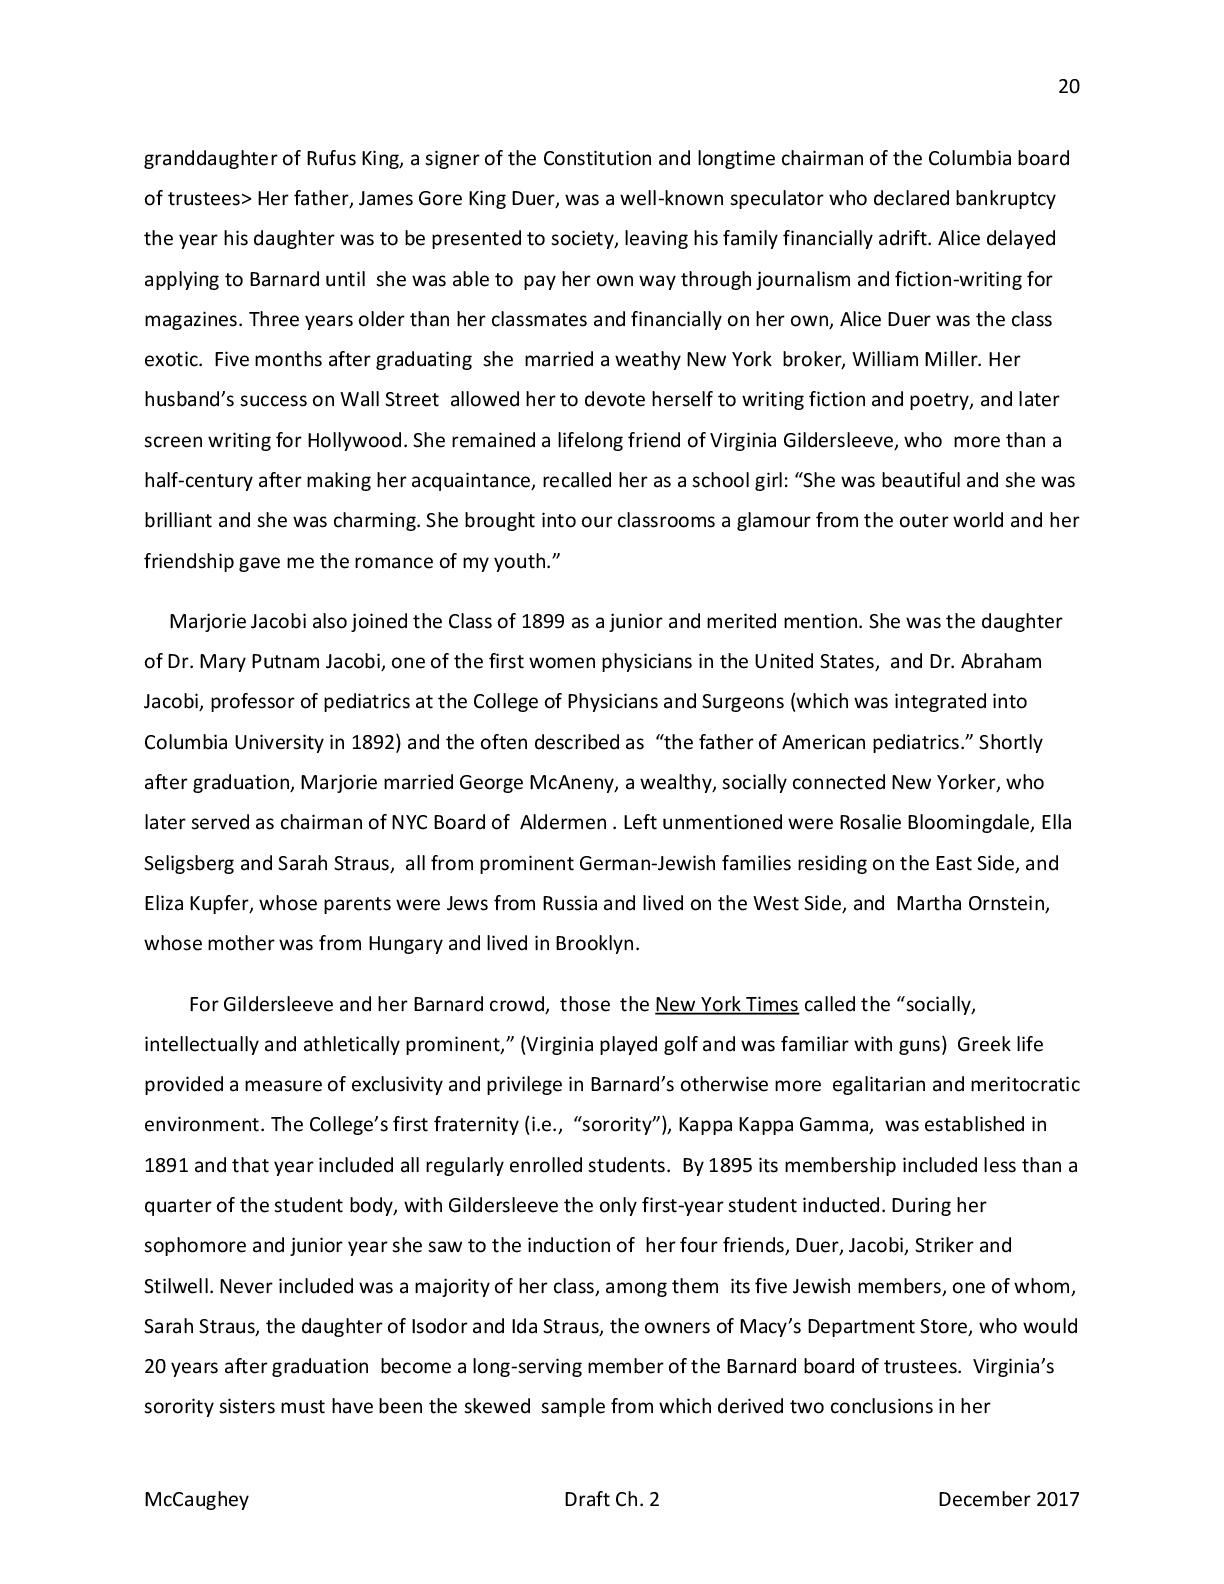 20
granddaughter of Rufus King, a signer of the Constitution and longtime chairman of the Columbia board
of trustees> Her father, James Gore King Duer, was a well-known speculator who declared bankruptcy
the year his daughter was to be presented to society, leaving his family financially adrift. Alice delayed
applying to Barnard until she was able to pay her own way through journalism and fiction-writing for
magazines. Three years older than her classmates and financially on her own, Alice Duer was the class
exotic. Five months after graduating she married a weathy New York broker, William Miller. Her
husband’s success on Wall Street allowed her to devote herself to writing fiction and poetry, and later
screen writing for Hollywood. She remained a lifelong friend of Virginia Gildersleeve, who more than a
half-century after making her acquaintance, recalled her as a school girl: “She was beautiful and she was
brilliant and she was charming. She brought into our classrooms a glamour from the outer world and her
friendship gave me the romance of my youth.”
Marjorie Jacobi also joined the Class of 1899 as a junior and merited mention. She was the daughter
of Dr. Mary Putnam Jacobi, one of the first women physicians in the United States, and Dr. Abraham
Jacobi, professor of pediatrics at the College of Physicians and Surgeons (which was integrated into
Columbia University in 1892) and the often described as “the father of American pediatrics.” Shortly
after graduation, Marjorie married George McAneny, a wealthy, socially connected New Yorker, who
later served as chairman of NYC Board of Aldermen . Left unmentioned were Rosalie Bloomingdale, Ella
Seligsberg and Sarah Straus, all from prominent German-Jewish families residing on the East Side, and
Eliza Kupfer, whose parents were Jews from Russia and lived on the West Side, and Martha Ornstein,
whose mother was from Hungary and lived in Brooklyn.
For Gildersleeve and her Barnard crowd, those the New York Times called the “socially,
intellectually and athletically prominent,” (Virginia played golf and was familiar with guns) Greek life
provided a measure of exclusivity and privilege in Barnard’s otherwise more egalitarian and meritocratic
environment. The College’s first fraternity (i.e., “sorority”), Kappa Kappa Gamma, was established in
1891 and that year included all regularly enrolled students. By 1895 its membership included less than a
quarter of the student body, with Gildersleeve the only first-year student inducted. During her
sophomore and junior year she saw to the induction of her four friends, Duer, Jacobi, Striker and
Stilwell. Never included was a majority of her class, among them its five Jewish members, one of whom,
Sarah Straus, the daughter of Isodor and Ida Straus, the owners of Macy’s Department Store, who would
20 years after graduation become a long-serving member of the Barnard board of trustees. Virginia’s
sorority sisters must have been the skewed sample from which derived two conclusions in her
McCaughey Draft Ch. 2 December 2017